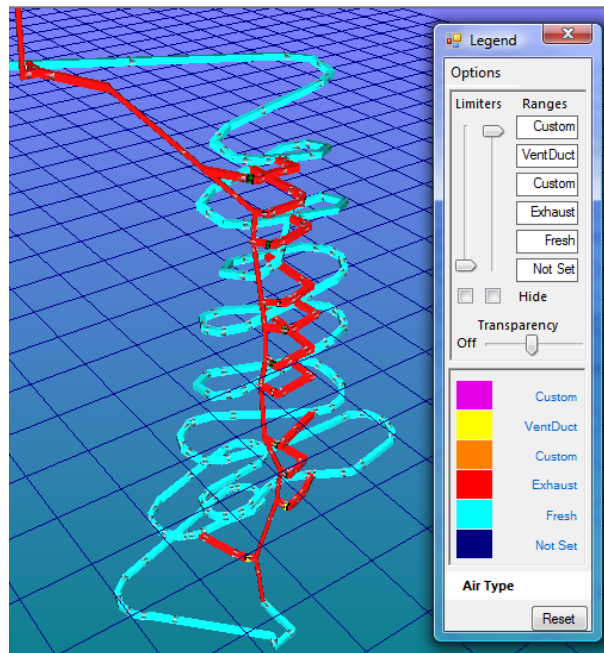 Legend
Options
Limiters Ranges
Custom
VentDuct
Custom
Exhaust
Fresh
Not Set
Hide
Transparency
Off
Custom
VentDuct
Custom
Exhaust
Fresh
Not Set
Air Type
Reset